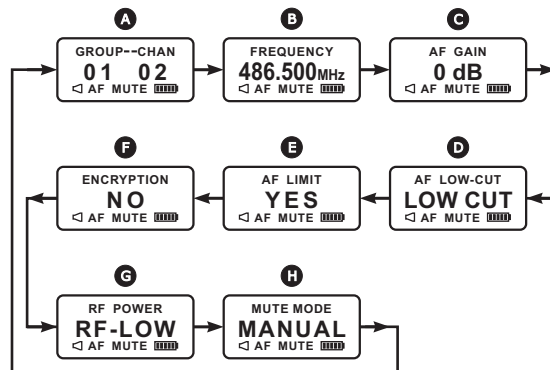 A
GROUP--CHAN
01 02
AF MUTE
B
FREQUENCY
486.500MHz
AF MUTE
C
AF GAIN
0 dB
AF MUTE
F
ENCRYPTION
NO
AF MUTE
E
AF LIMIT
YES
AF MUTE
D
AF LOW-CUT
LOW CUT
AF MUTE
G
RF POWER
RF-LOW
AF MUTE
H
MUTE MODE
MANUAL
AF MUTE